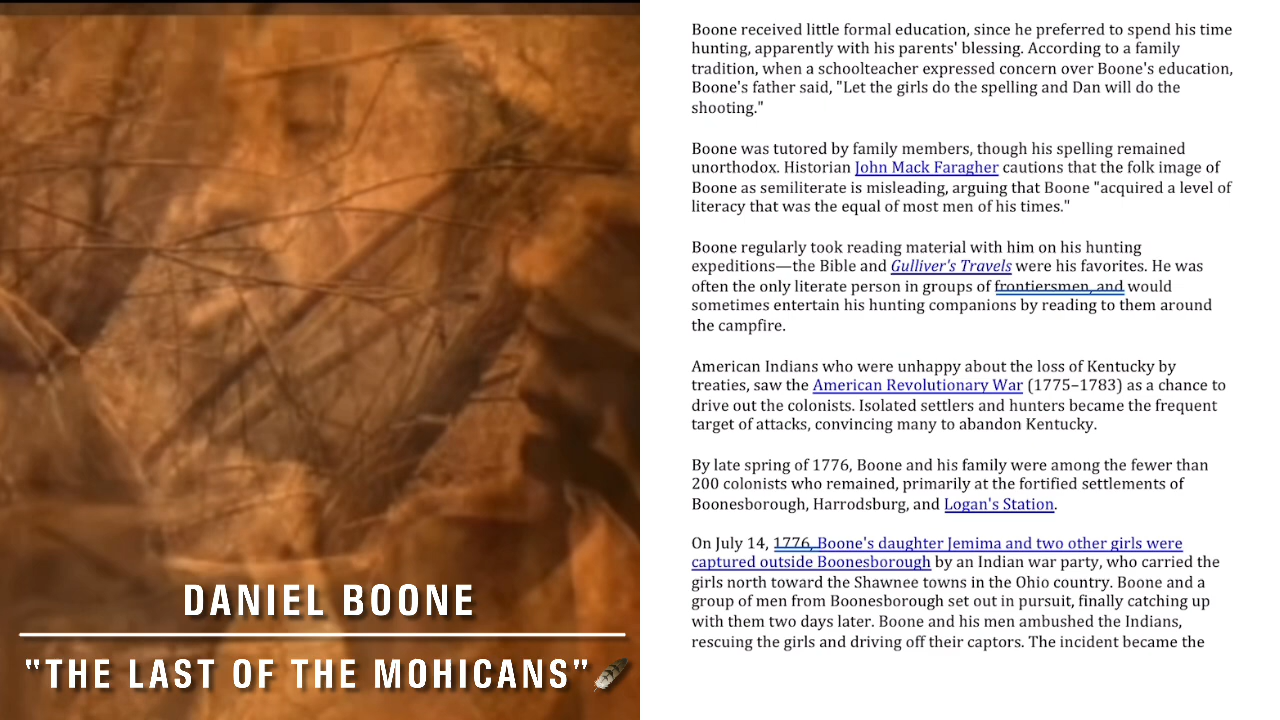 DANIEL BOONE
"THE LAST OF THE MOHICANS"
Boone received little formal education, since he preferred to spend his time
hunting, apparently with his parents' blessing. According to a family
tradition, when a schoolteacher expressed concern over Boone's education,
Boone's father said, "Let the girls do the spelling and Dan will do the
shooting."
Boone was tutored by family members, though his spelling remained
unorthodox. Historian John Mack Faragher cautions that the folk image of
Boone as semiliterate is misleading, arguing that Boone "acquired a level of
literacy that was the equal of most men of his times."
Boone regularly took reading material with him on his hunting
expeditions—the Bible and Gulliver's Travels were his favorites. He was
often the only literate person in groups of frontiersmen, and would
sometimes entertain his hunting companions by reading to them around
the campfire.
American Indians who were unhappy about the loss of Kentucky by
treaties, saw the American Revolutionary War (1775–1783) as a chance to
drive out the colonists. Isolated settlers and hunters became the frequent
target of attacks, convincing many to abandon Kentucky.
By late spring of 1776, Boone and his family were among the fewer than
200 colonists who remained, primarily at the fortified settlements of
Boonesborough, Harrodsburg, and Logan's Station.
On July 14, 1776, Boone's daughter Jemima and two other girls were
captured outside Boonesborough by an Indian war party, who carried the
girls north toward the Shawnee towns in the Ohio country. Boone and a
group of men from Boonesborough set out in pursuit, finally catching up
with them two days later. Boone and his men ambushed the Indians,
rescuing the girls and driving off their captors. The incident became the